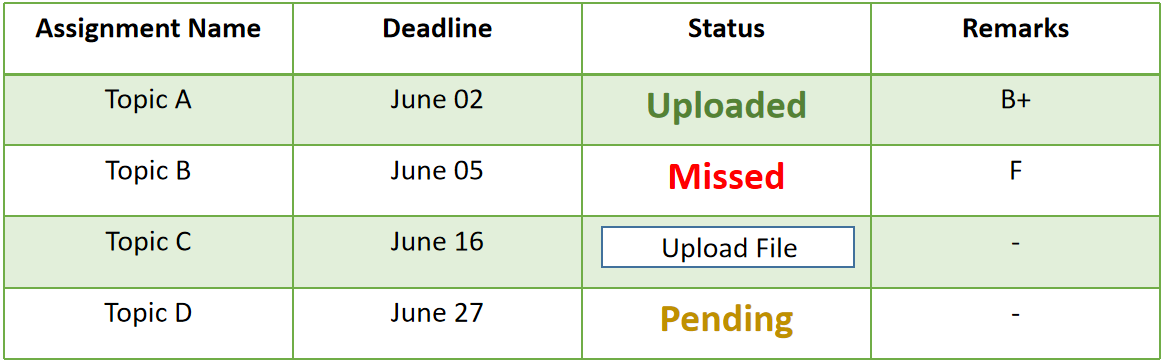 Assignment Name Deadline Status Remarks
Topic A June 02 Uploaded B+
Topic B June 05 Missed F
Topic C June 16 Upload File -
Topic D June 27 Pending -